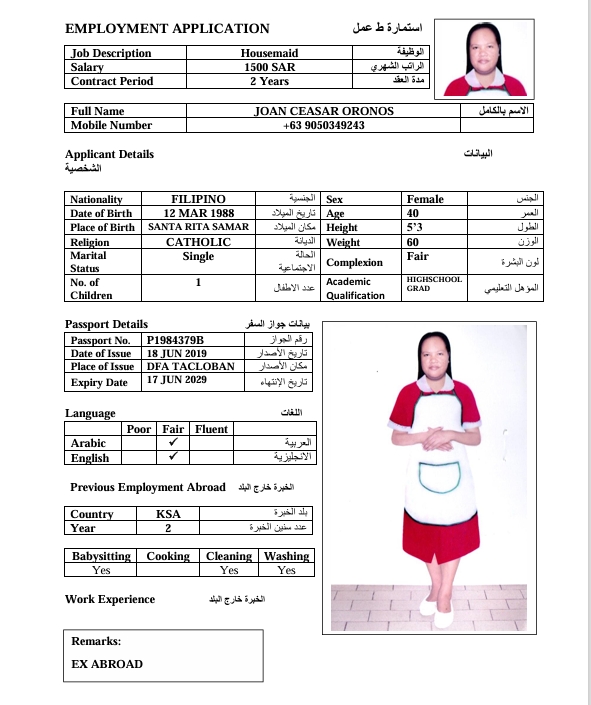 EMPLOYMENT APPLICATION استمارة ط عمل
Job Description Housemaid الوظيفة
Salary 1500 SAR الراتب الشهري
Contract Period 2 Years مدة العقد
Full Name JOAN CEASAR ORONOS الاسم بالكامل
Mobile Number +63 9050349243
Applicant Details البيانات
الشخصية
Nationality FILIPINO الجنسية Sex Female الجنس
Date of Birth 12 MAR 1988 تاريخ الميلاد Age 40 العمر
Place of Birth SANTA RITA SAMAR مكان الميلاد Height 5'3 الطول
Religion CATHOLIC الديانة Weight 60 الوزن
Marital Status Single الحالة الاجتماعية Complexion Fair لون البشرة
No. of Children 1 عدد الاطفال Academic Qualification HIGHSCHOOL GRAD المؤهل التعليمي
Passport Details بيانات جواز السفر
Passport No. P1984379B رقم الجواز
Date of Issue 18 JUN 2019 تاريخ الأصدار
Place of Issue DFA TACLOBAN مكان الأصدار
Expiry Date 17 JUN 2029 تاريخ الإنتهاء
Language اللغات
Poor Fair Fluent
Arabic ✓ العربية
English ✓ الانجليزية
Previous Employment Abroad الخبرة خارج البلد
Country KSA بلد الخبرة
Year 2 عدد سنين الخبرة
Babysitting Cooking Cleaning Washing
Yes Yes Yes
Work Experience الخبرة خارج البلد
Remarks:
EX ABROAD